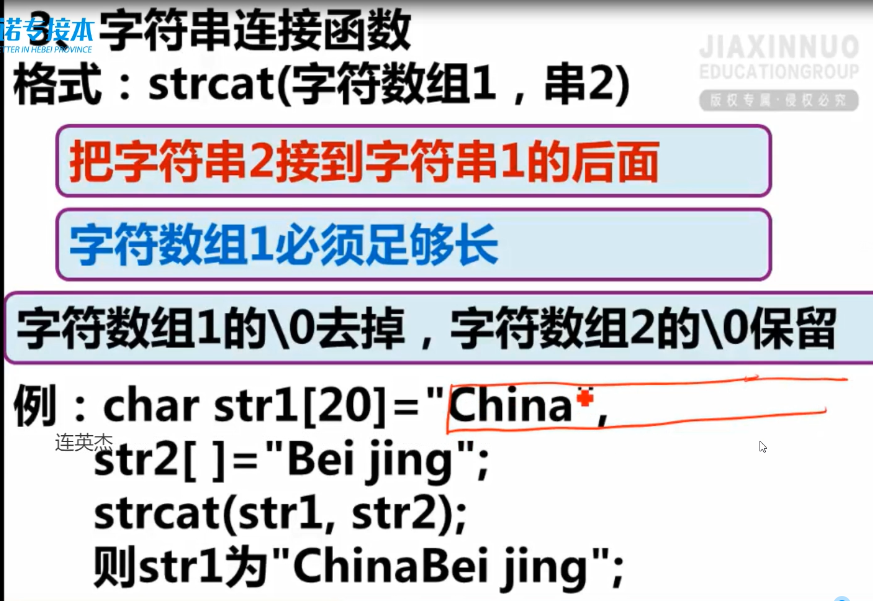 3、字符串连接函数
诺专接本
TTER IN HEBEI PROVINCE
JIAXINNUO
EDUCATIONGROUP
版权专属·侵权必究
格式：strcat(字符数组1，串2)
把字符串2接到字符串1的后面
字符数组1必须足够长
字符数组1的\0去掉，字符数组2的\0保留
例：char str1[20]="China",
连英杰
str2[ ]="Bei jing";
strcat(str1, str2);
则str1为"ChinaBei jing";